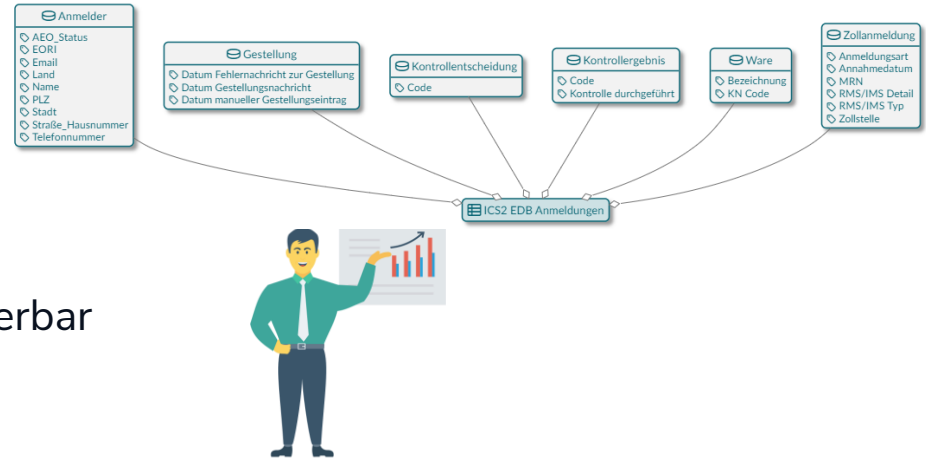 Anmelder
AEO_Status
EORI
Email
Land
Name
PLZ
Stadt
Straße_Hausnummer
Telefonnummer
Gestellung
Datum Fehlernachricht zur Gestellung
Datum Gestellungsnachricht
Datum manueller Gestellungseintrag
Kontrollentscheidung
Code
Kontrollergebnis
Code
Kontrolle durchgeführt
Ware
Bezeichnung
KN Code
Zollanmeldung
Anmeldungsart
Annahmedatum
MRN
RMS/IMS Detail
RMS/IMS Typ
Zollstelle
ICS2 EDB Anmeldungen
erbar